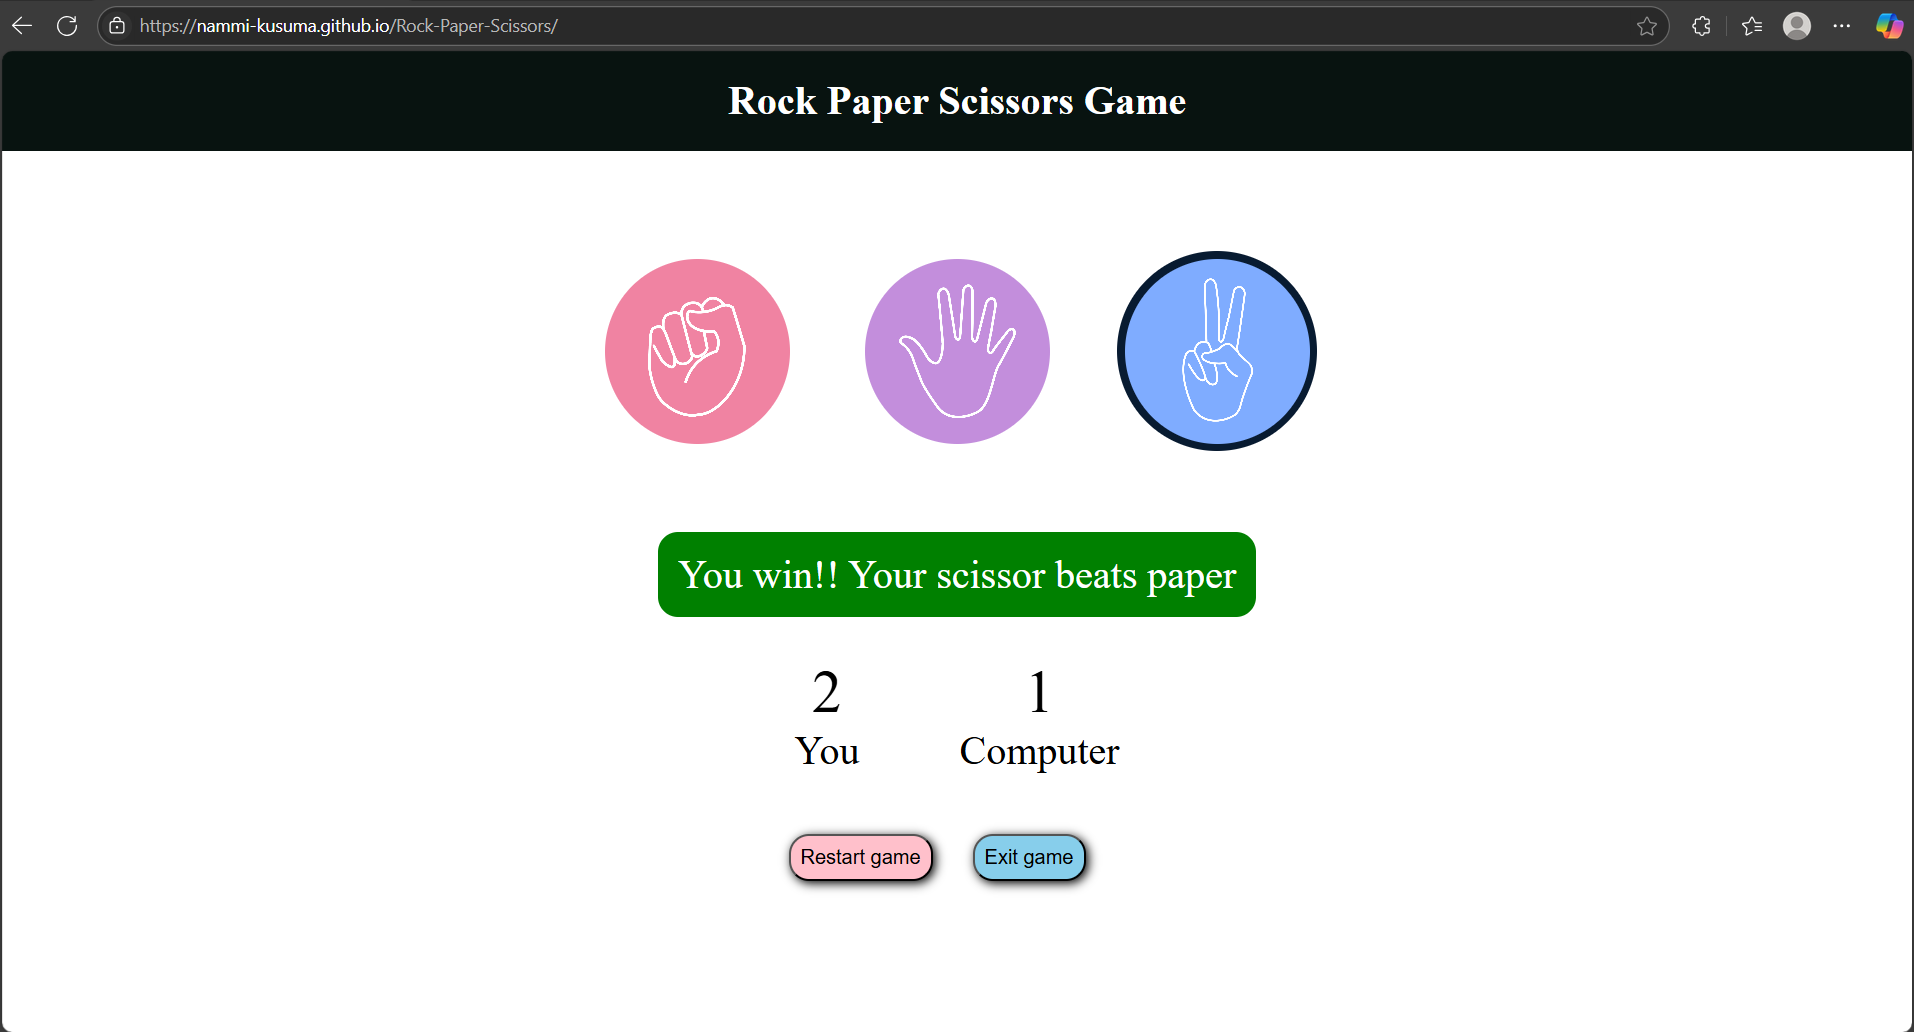 https://nammi-kusuma.github.io/Rock-Paper-Scissors/
Rock Paper Scissors Game
You win!! Your scissor beats paper
2 1
You Computer
Restart game Exit game